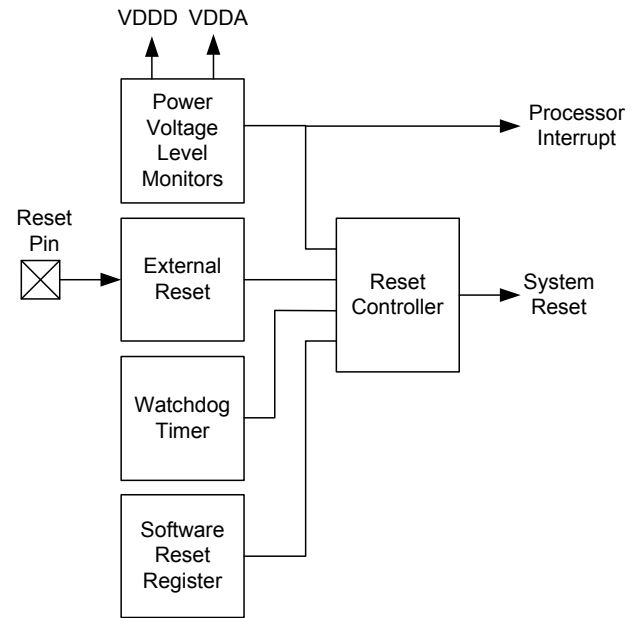 VDDD VDDA
Power
Voltage
Level
Monitors
Processor
Interrupt
Reset
Pin
External
Reset
Reset
Controller
System
Reset
Watchdog
Timer
Software
Reset
Register